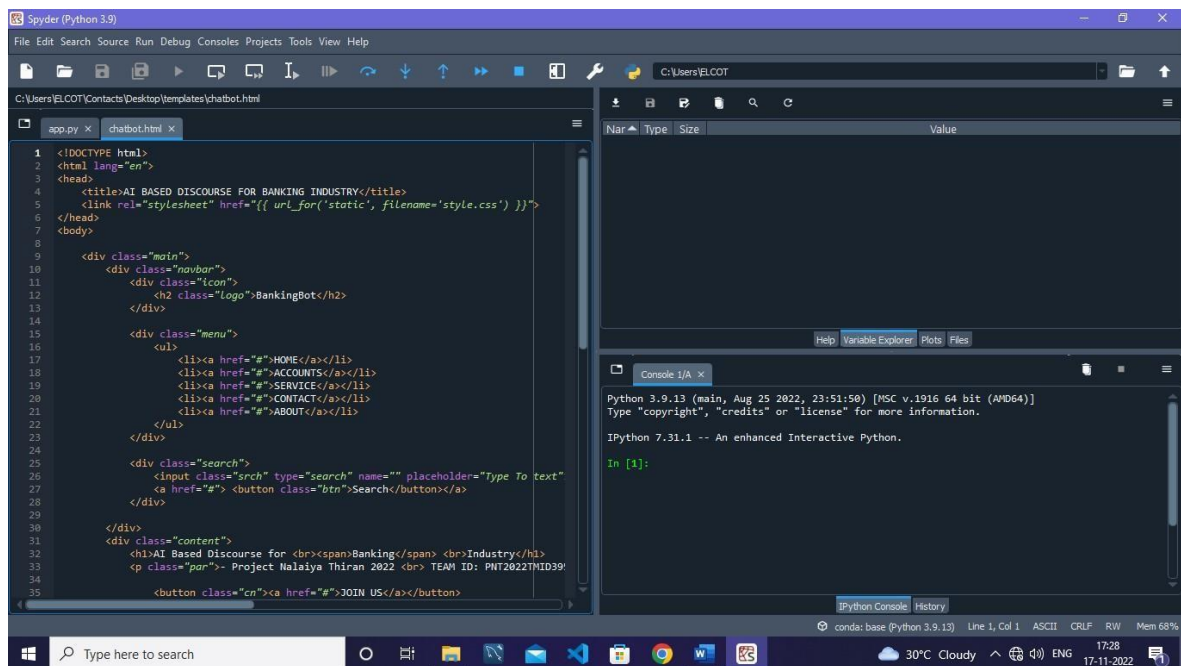 Spyder (Python 3.9)
File Edit Search Source Run Debug Consoles Projects Tools View Help
C:\Users\ELCOT
C:\Users\ELCOT\Contacts\Desktop\templates\chatbot.html
app.py
chatbot.html
1 <!DOCTYPE html>
2 <html lang="en">
3 <head>
4 <title>AI BASED DISCOURSE FOR BANKING INDUSTRY</title>
5 <link rel="stylesheet" href="{{ url_for('static', filename='style.css') }}">
6 </head>
7 <body>
8
9 <div class="main">
10 <div class="navbar">
11 <div class="icon">
12 <h2 class="logo">BankingBot</h2>
13 </div>
14
15 <div class="menu">
16 <ul>
17 <li><a href="#">HOME</a></li>
18 <li><a href="#">ACCOUNTS</a></li>
19 <li><a href="#">SERVICE</a></li>
20 <li><a href="#">CONTACT</a></li>
21 <li><a href="#">ABOUT</a></li>
22 </ul>
23 </div>
24
25 <div class="search">
26 <input class="srch" type="search" name="" placeholder="Type To text"
27 <a href="#"> <button class="btn">Search</button></a>
28 </div>
29
30 </div>
31 <div class="content">
32 <h1>AI Based Discourse for <br><span>Banking</span> <br>Industry</h1>
33 <p class="par">- Project Nalaiya Thiran 2022 <br> TEAM ID: PNT2022TMID39
34
35 <button class="cn"><a href="#">JOIN US</a></button>
Nar Type Size Value
Help Variable Explorer Plots Files
Console 1/A
Python 3.9.13 (main, Aug 25 2022, 23:51:50) [MSC v.1916 64 bit (AMD64)]
Type "copyright", "credits" or "license" for more information.
IPython 7.31.1 -- An enhanced Interactive Python.
In [1]:
IPython Console History
conda: base (Python 3.9.13) Line 1, Col 1 ASCII CRLF RW Mem 68%
Type here to search
30°C Cloudy ENG
17:28
17-11-2022